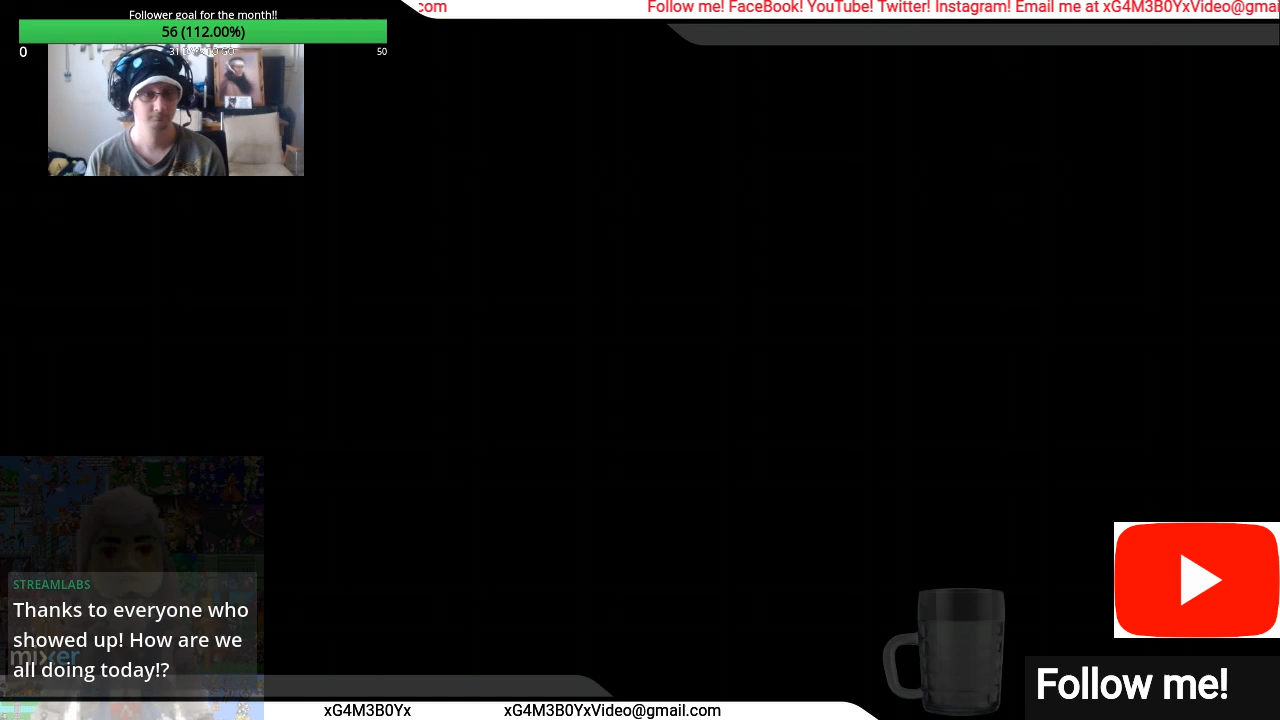 .com
Follow me! FaceBook! YouTube! Twitter! Instagram! Email me at xG4M3B0YxVideo@gmai
Follower goal for the month!!
56 (112.00%)
0
50
STREAMLABS
Thanks to everyone who
showed up! How are we
all doing today!?
mixer
Follow me!
xG4M3B0Yx
xG4M3B0YxVideo@gmail.com